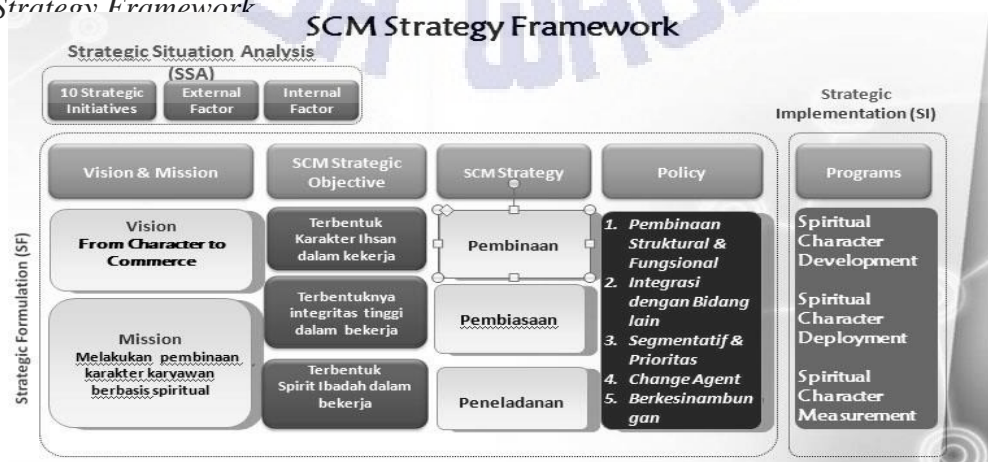 Strategy Framework
SCM Strategy Framework
Strategic Situation Analysis
(SSA)
10 Strategic
Initiatives
External
Factor
Internal
Factor
Strategic
Implementation (SI)
Strategic Formulation (SF)
Vision & Mission
Vision
From Character to
Commerce
Mission
Melakukan pembinaan
karakter karyawan
berbasis spiritual
SCM Strategic
Objective
Terbentuk
Karakter Ihsan
dalam kekerja
Terbentuknya
integritas tinggi
dalam bekerja
Terbentuk
Spirit Ibadah dalam
bekerja
SCM Strategy
Pembinaan
Pembiasaan
Peneladanan
Policy
1. Pembinaan
Struktural &
Fungsional
2. Integrasi
dengan Bidang
lain
3. Segmentatif &
Prioritas
4. Change Agent
5. Berkesinambun
gan
Programs
Spiritual
Character
Development
Spiritual
Character
Deployment
Spiritual
Character
Measurement